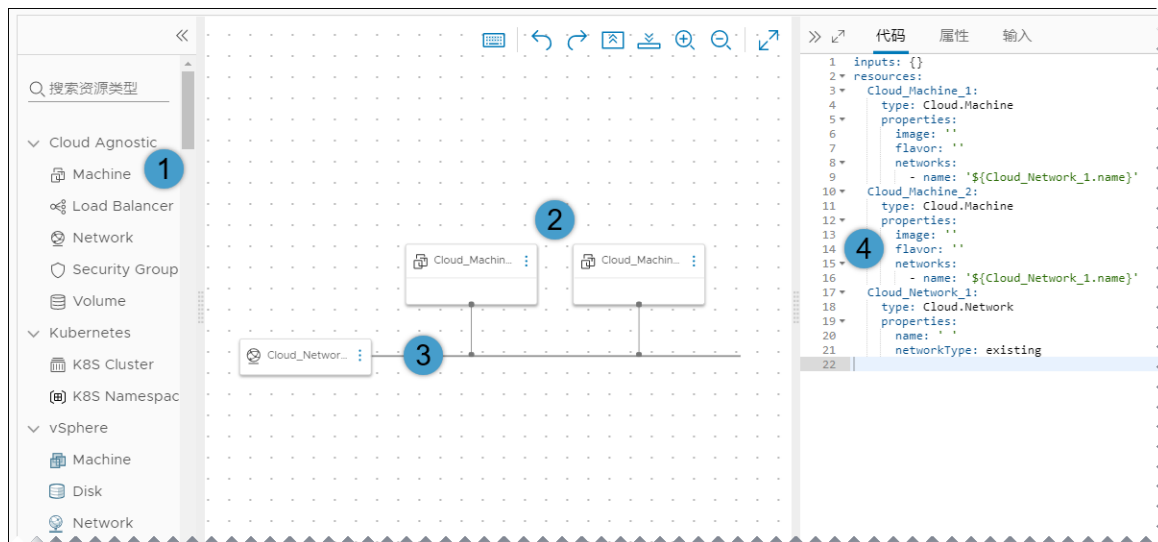 搜索资源类型
Cloud Agnostic
Machine
1
Load Balancer
Network
Security Group
Volume
Kubernetes
K8S Cluster
K8S Namespac
vSphere
Machine
Disk
Network
2
Cloud_Machin...
Cloud_Machin...
Cloud_Networ...
3
代码 属性 输入
1 inputs: {}
2 resources:
3 Cloud_Machine_1:
4 type: Cloud.Machine
5 properties:
6 image: ''
7 flavor: ''
8 networks:
9 - name: '${Cloud_Network_1.name}'
10 Cloud_Machine_2:
11 type: Cloud.Machine
12 properties:
13 image: ''
14 flavor: ''
15 networks:
16 - name: '${Cloud_Network_1.name}'
17 Cloud_Network_1:
18 type: Cloud.Network
19 properties:
20 name: ' '
21 networkType: existing
22
4